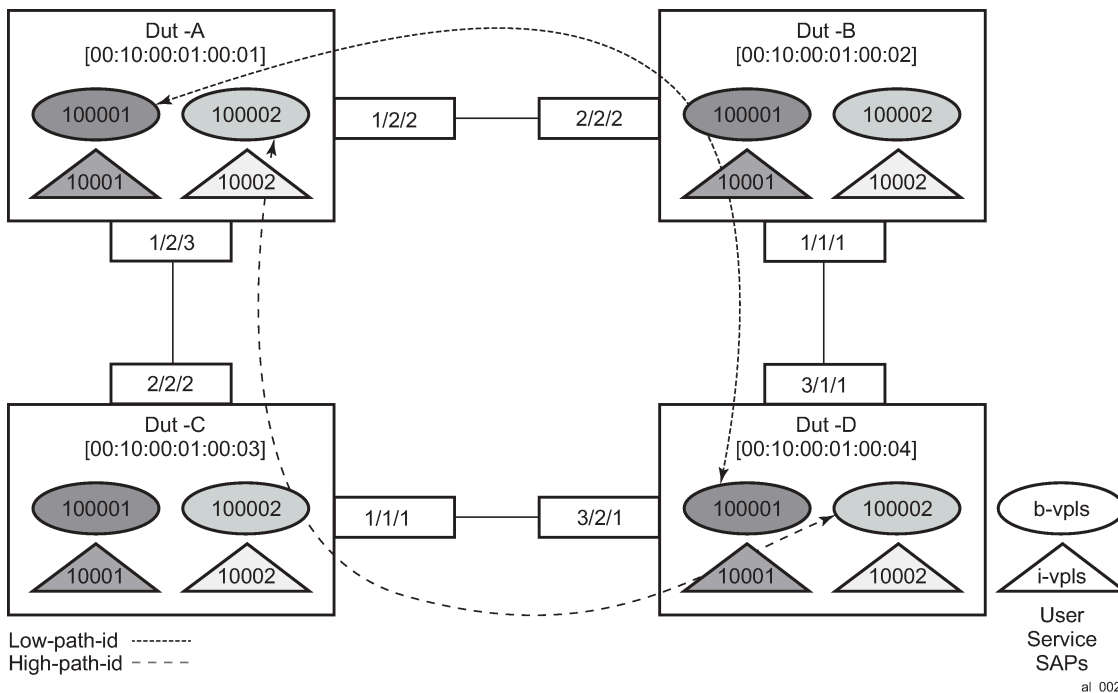 Dut -A
[00:10:00:01:00:01]
100001
100002
10001
10002
1/2/2
2/2/2
Dut -B
[00:10:00:01:00:02]
100001
100002
10001
10002
1/2/3
1/1/1
2/2/2
3/1/1
Dut -C
[00:10:00:01:00:03]
100001
100002
10001
10002
1/1/1
3/2/1
Dut -D
[00:10:00:01:00:04]
100001
100002
10001
10002
b-vpls
i-vpls
User
Service
SAPs
Low-path-id
High-path-id
al_002